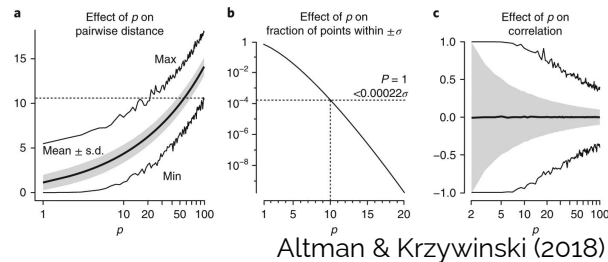 a
Effect of p on
pairwise distance
15
10
5
0
Max
Mean ± s.d.
Min
1
10
20
50
100
p
b
Effect of p on
fraction of points within ±σ
1
10⁻²
10⁻⁴
10⁻⁶
10⁻⁸
P = 1
<0.00022σ
1
5
10
15
20
p
c
Effect of p on
correlation
1.0
0.5
0.0
−0.5
−1.0
2
5
10
20
50
100
p
Altman & Krzywinski (2018)